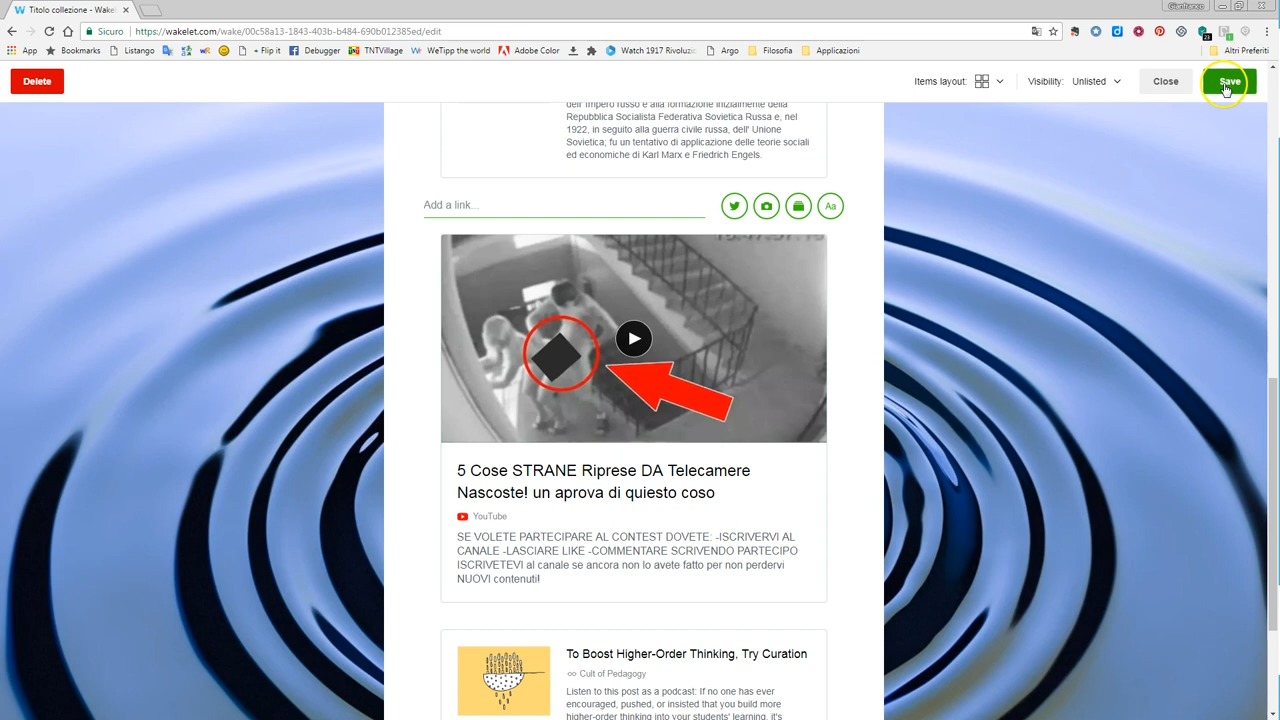 Titolo collezione - Wakel
Gianfranco
Sicuro
https://wakelet.com/wake/00c58a13-1843-403b-b484-690b012385ed/edit
App
Bookmarks
Listango
+ Flip it
Debugger
TNTVillage
WeTipp the world
Adobe Color
Watch 1917 Rivoluzi
Argo
Filosofia
Applicazioni
Altri Preferiti
Delete
Items layout:
Visibility: Unlisted
Close
Save
dell'Impero russo e alla formazione inizialmente della
Repubblica Socialista Federativa Sovietica Russa e, nel
1922, in seguito alla guerra civile russa, dell' Unione
Sovietica; fu un tentativo di applicazione delle teorie sociali
ed economiche di Karl Marx e Friedrich Engels.
Add a link...
Aa
5 Cose STRANE Riprese DA Telecamere
Nascoste! un aprova di quiesto coso
YouTube
SE VOLETE PARTECIPARE AL CONTEST DOVETE: -ISCRIVERVI AL
CANALE -LASCIARE LIKE -COMMENTARE SCRIVENDO PARTECIPO
ISCRIVETEVI al canale se ancora non lo avete fatto per non perdervi
NUOVI contenuti!
To Boost Higher-Order Thinking, Try Curation
Cult of Pedagogy
Listen to this post as a podcast: If no one has ever
encouraged, pushed, or insisted that you build more
higher-order thinking into your students' learning, it's